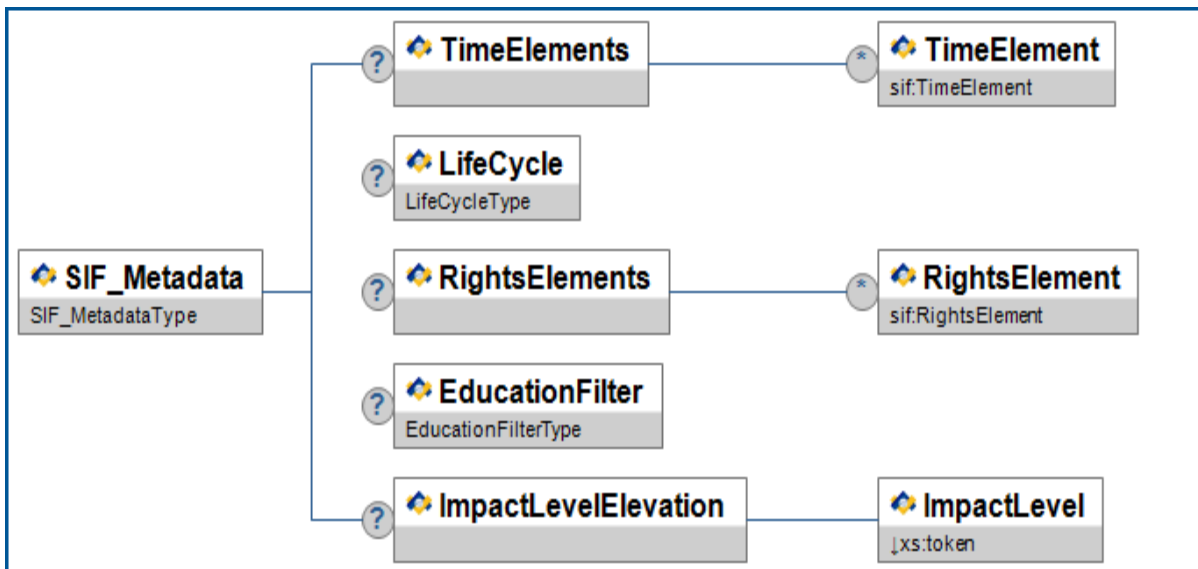 ? TimeElements
* TimeElement
sif:TimeElement
? LifeCycle
LifeCycleType
SIF_Metadata
SIF_MetadataType
? RightsElements
* RightsElement
sif:RightsElement
? EducationFilter
EducationFilterType
? ImpactLevelElevation
ImpactLevel
↓xs:token